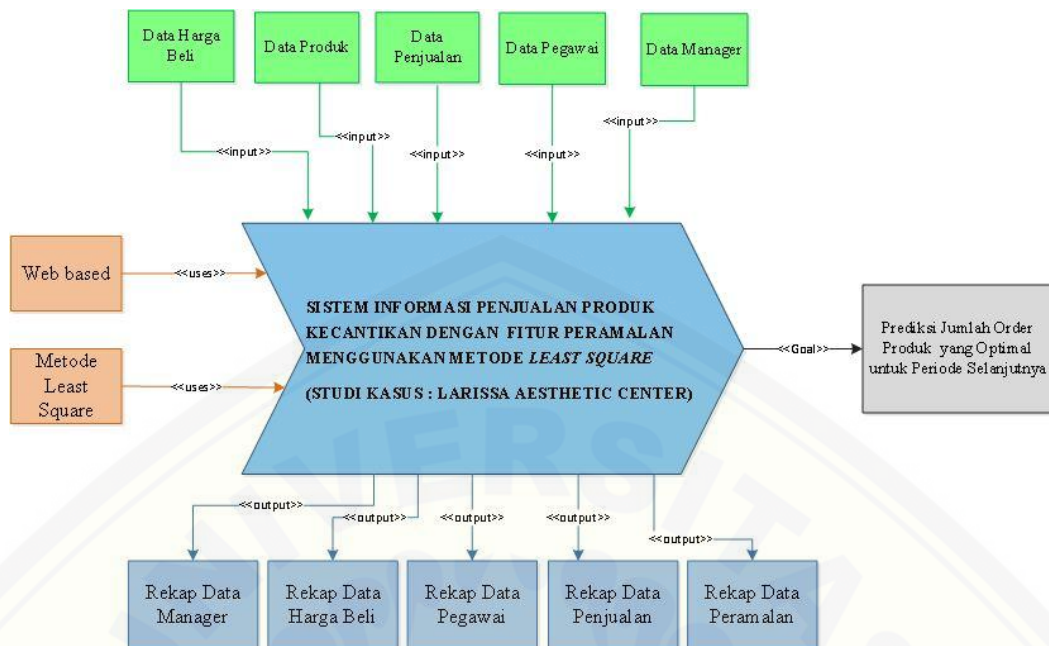 Data Harga
Beli
Data Produk
Data
Penjualan
Data Pegawai
Data Manager
<<input>>
<<input>>
<<input>>
<<input>>
<<input>>
Web based
<<uses>>
Metode
Least
Square
<<uses>>
SISTEM INFORMASI PENJUALAN PRODUK
KECANTIKAN DENGAN FITUR PERAMALAN
MENGGUNAKAN METODE LEAST SQUARE
(STUDI KASUS : LARISSA AESTHETIC CENTER)
<<Goal>>
Prediksi Jumlah Order
Produk yang Optimal
untuk Periode Selanjutnya
<<output>>
<<output>>
<<output>>
<<output>>
<<output>>
Rekap Data
Manager
Rekap Data
Harga Beli
Rekap Data
Pegawai
Rekap Data
Penjualan
Rekap Data
Peramalan